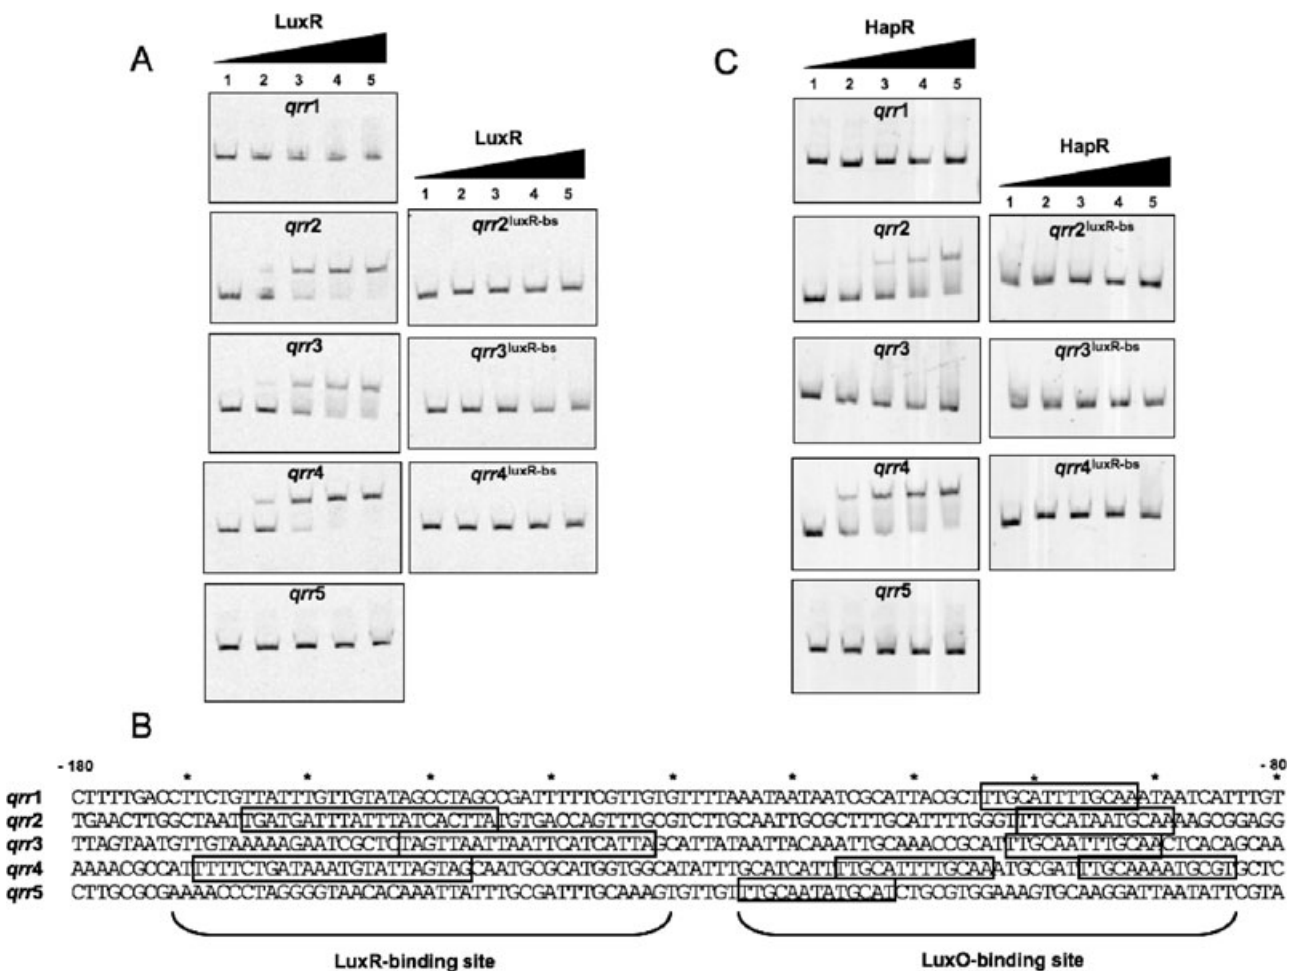 A
LuxR
1 2 3 4 5
qrr1
qrr2
qrr3
qrr4
qrr5
LuxR
1 2 3 4 5
qrr2luxR-bs
qrr3luxR-bs
qrr4luxR-bs
C
HapR
1 2 3 4 5
qrr1
qrr2
qrr3
qrr4
qrr5
HapR
1 2 3 4 5
qrr2luxR-bs
qrr3luxR-bs
qrr4luxR-bs
B
- 180 * * * * * * * * * * - 80
qrr1 CTTTTGACCTTCTGTTATTTGTTGTATAGCCTAGCCGATTTTTCGTTGTGTTTTAAATAATAATCGCATTACGCTTTGCATTTTGCAAATAATCATTTGT
qrr2 TGAACTTGGCTAATTGATGATTTATTTATCACTTATGTGACCAGTTTGCGTCTTGCAATTGCGCTTTGCATTTTGGGTTTGCATAATGCAAAAGCGGAGG
qrr3 TTAGTAATGTTGTAAAAAGAATCGCTCTAGTTAATTAATTCATCATTAGCATTATAATTACAAATTGCAAACCGCATTTGCAATTTGCAACTCACAGCAA
qrr4 AAAACGCCATTTTTCTGATAAATGTATTAGTAGCAATGCGCATGGTGGCATATTTGCATCATTTTGCATTTTGCAAATGCGATTTGCAAAATGCGTGCTC
qrr5 CTTGCGCGAAAACCCTAGGGGTAACACAAATTATTTGCGATTTGCAAAGTGTTGTTTGCAATATGCATCTGCGTGGAAAGTGCAAGGATTAATATTCGTA
LuxR-binding site
LuxO-binding site